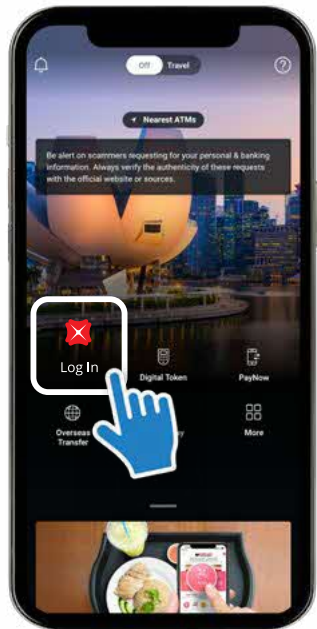 Off Travel
Nearest ATMs
Be alert on scammers requesting for your personal & banking
information. Always verify the authenticity of these requests
with the official website or sources.
Log In
Digital Token
PayNow
Overseas
Transfer
More